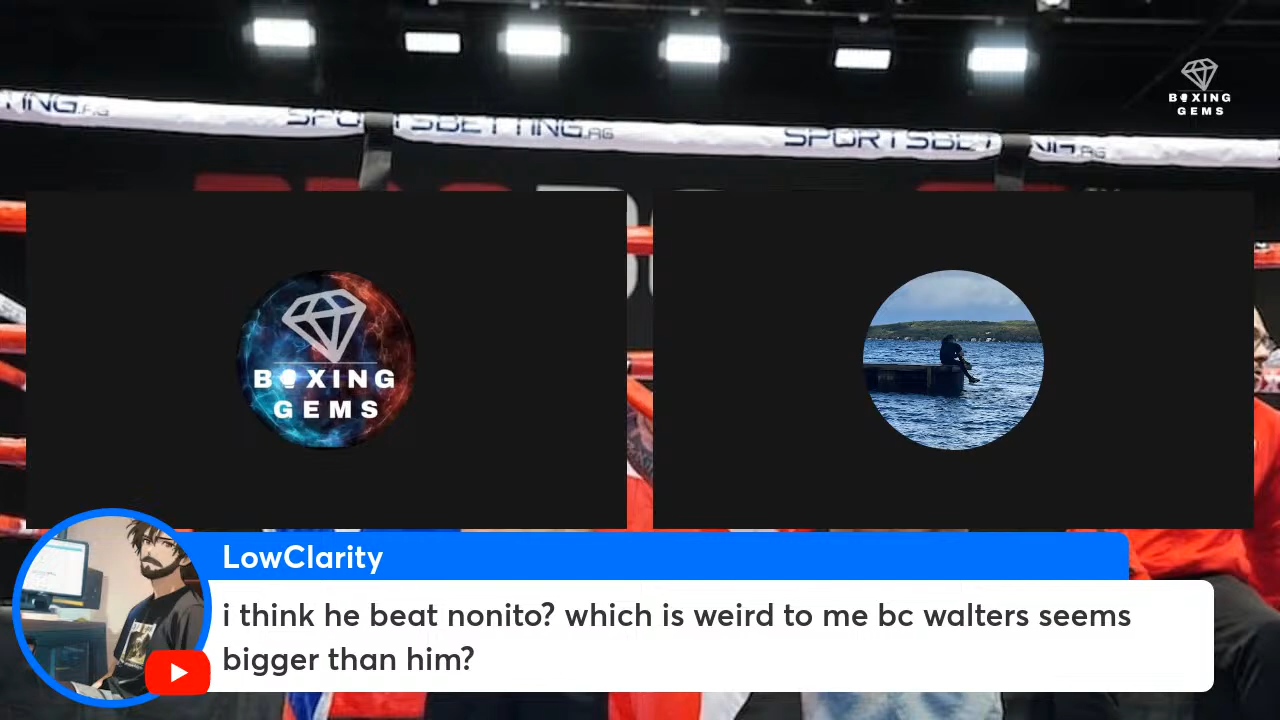 BOXING
GEMS
SPORTSBETTING.AG
BOXING
GEMS
LowClarity
i think he beat nonito? which is weird to me bc walters seems
bigger than him?